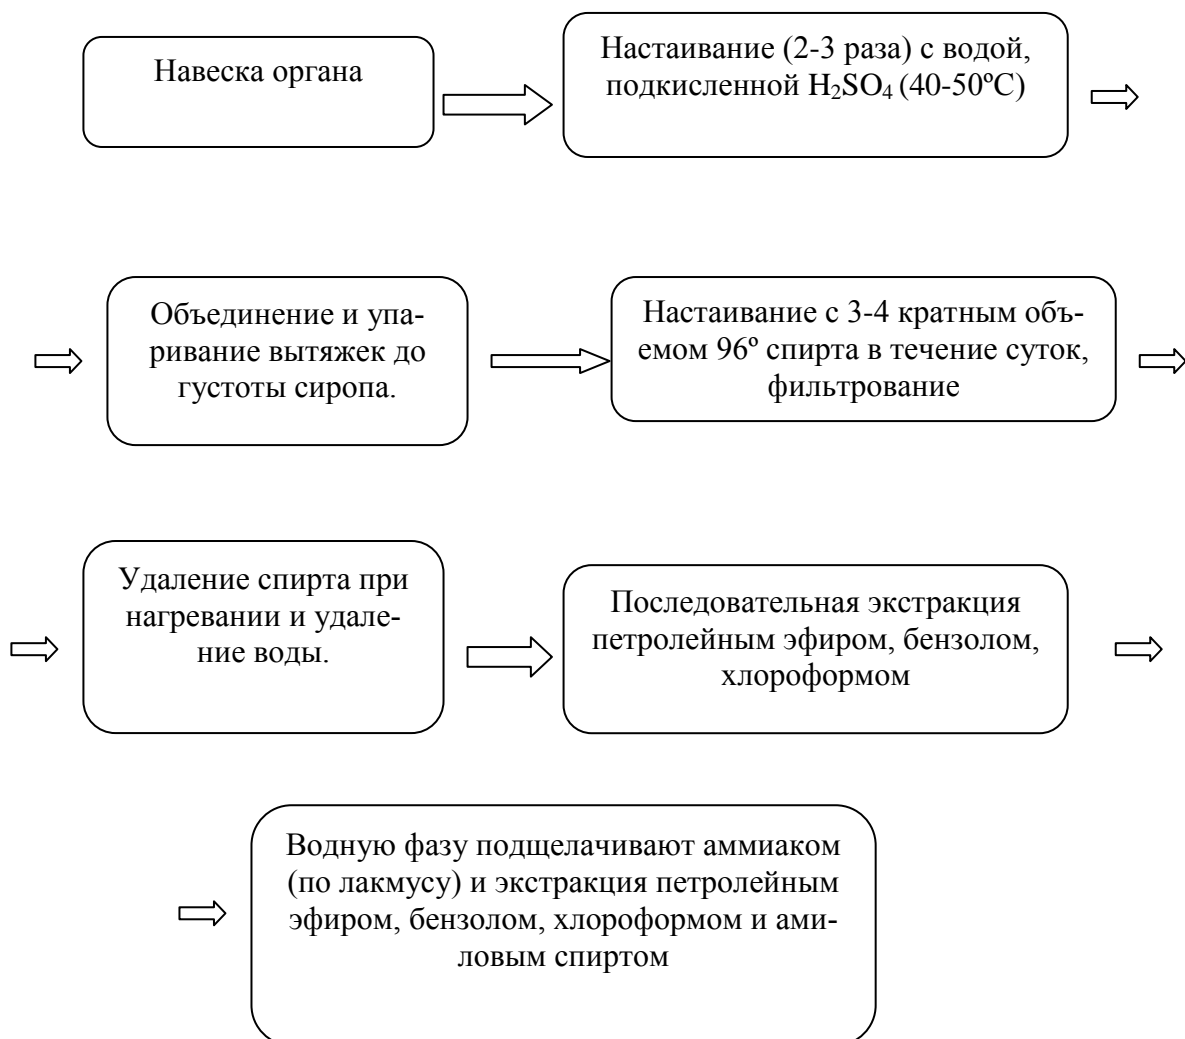 Навеска органа
Настаивание (2-3 раза) с водой,
подкисленной H₂SO₄ (40-50ºС)
Объединение и упа-
ривание вытяжек до
густоты сиропа.
Настаивание с 3-4 кратным объ-
емом 96º спирта в течение суток,
фильтрование
Удаление спирта при
нагревании и удале-
ние воды.
Последовательная экстракция
петролейным эфиром, бензолом,
хлороформом
Водную фазу подщелачивают аммиаком
(по лакмусу) и экстракция петролейным
эфиром, бензолом, хлороформом и ами-
ловым спиртом